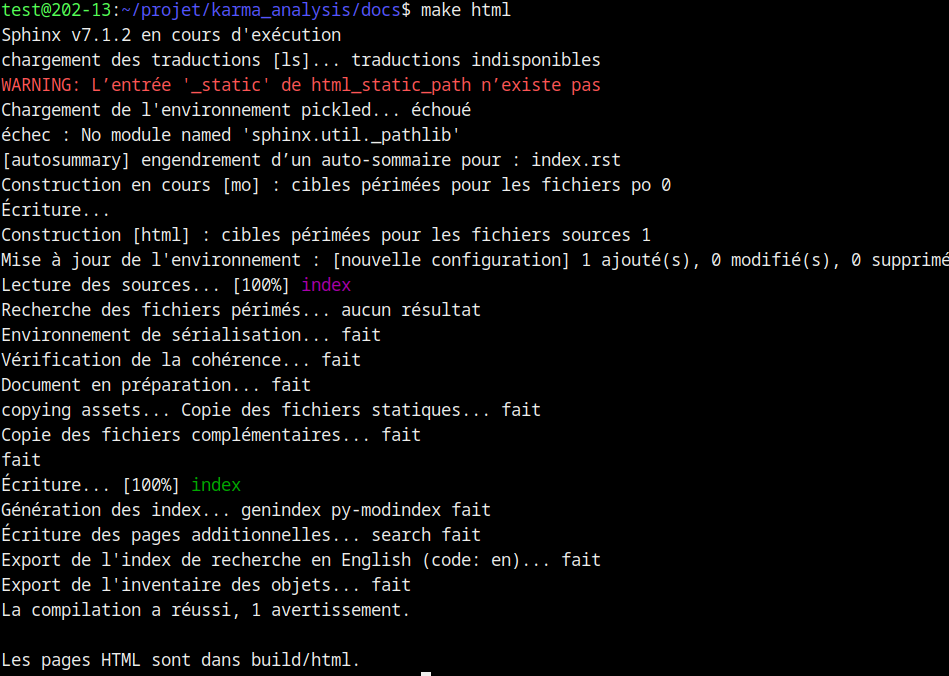 test@202-13:~/projet/karma_analysis/docs$ make html
Sphinx v7.1.2 en cours d'exécution
chargement des traductions [ls]... traductions indisponibles
WARNING: L’entrée '_static' de html_static_path n’existe pas
Chargement de l'environnement pickled... échoué
échec : No module named 'sphinx.util._pathlib'
[autosummary] engendrement d’un auto-sommaire pour : index.rst
Construction en cours [mo] : cibles périmées pour les fichiers po 0
Écriture...
Construction [html] : cibles périmées pour les fichiers sources 1
Mise à jour de l'environnement : [nouvelle configuration] 1 ajouté(s), 0 modifié(s), 0 supprimé
Lecture des sources... [100%] index
Recherche des fichiers périmés... aucun résultat
Environnement de sérialisation... fait
Vérification de la cohérence... fait
Document en préparation... fait
copying assets... Copie des fichiers statiques... fait
Copie des fichiers complémentaires... fait
fait
Écriture... [100%] index
Génération des index... genindex py-modindex fait
Écriture des pages additionnelles... search fait
Export de l'index de recherche en English (code: en)... fait
Export de l'inventaire des objets... fait
La compilation a réussi, 1 avertissement.
Les pages HTML sont dans build/html.